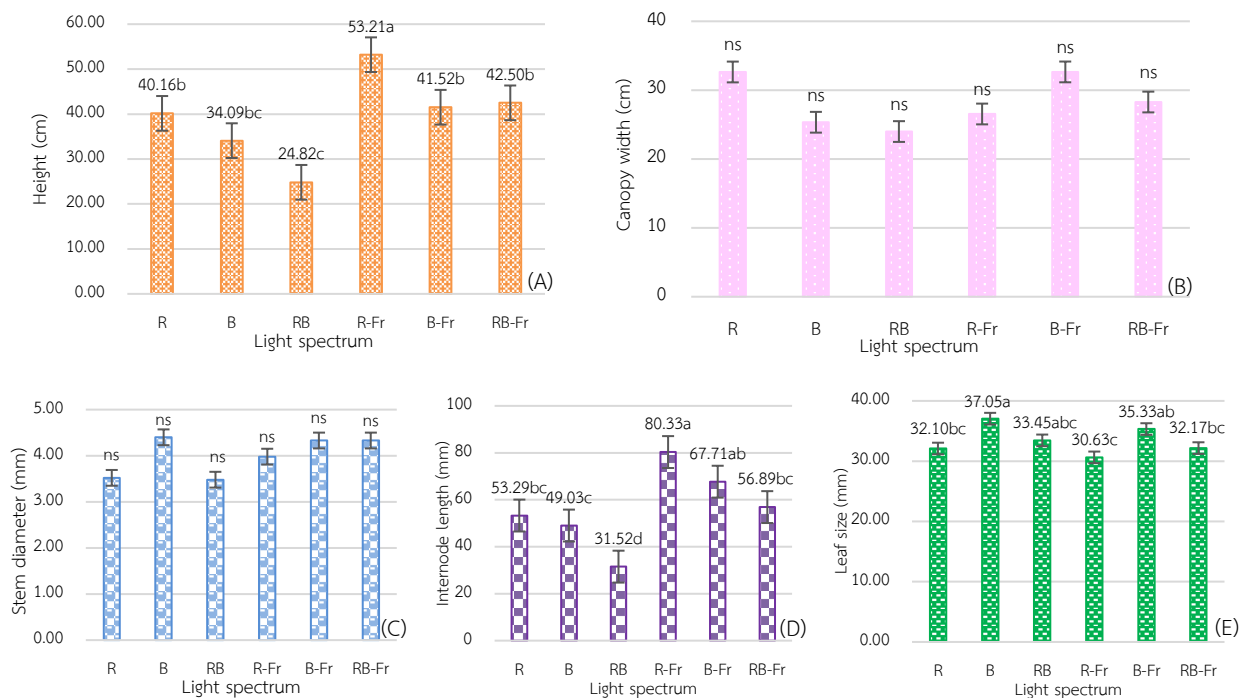 60.00
50.00
40.00
30.00
20.00
10.00
0.00
Height (cm)
40.16b
34.09bc
24.82c
53.21a
41.52b
42.50b
R B RB R-Fr B-Fr RB-Fr
Light spectrum
(A)
40
30
20
10
0
Canopy width (cm)
ns
ns
ns
ns
ns
ns
R B RB R-Fr B-Fr RB-Fr
Light spectrum
(B)
5.00
4.00
3.00
2.00
1.00
0.00
Stem diameter (mm)
ns
ns
ns
ns
ns
ns
R B RB R-Fr B-Fr RB-Fr
Light spectrum
(C)
100
80
60
40
20
0
Internode length (mm)
53.29bc
49.03c
31.52d
80.33a
67.71ab
56.89bc
R B RB R-Fr B-Fr RB-Fr
Light spectrum
(D)
40.00
30.00
20.00
10.00
0.00
Leaf size (mm)
32.10bc
37.05a
33.45abc
30.63c
35.33ab
32.17bc
R B RB R-Fr B-Fr RB-Fr
Light spectrum
(E)